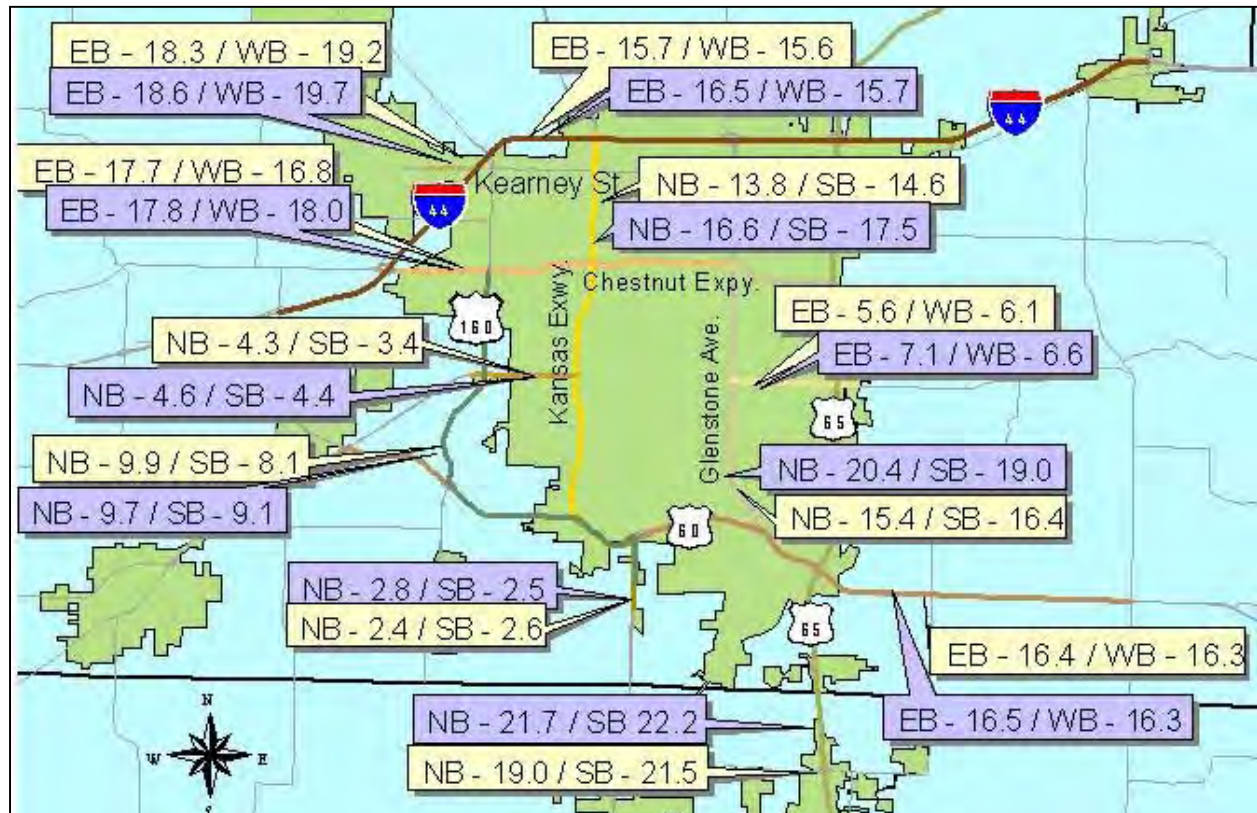 EB - 18.3 / WB - 19.2
EB - 15.7 / WB - 15.6
EB - 18.6 / WB - 19.7
EB - 16.5 / WB - 15.7
44
EB - 17.7 / WB - 16.8
Kearney St
NB - 13.8 / SB - 14.6
44
EB - 17.8 / WB - 18.0
NB - 16.6 / SB - 17.5
Chestnut Expy.
Kansas Exwy
160
EB - 5.6 / WB - 6.1
NB - 4.3 / SB - 3.4
EB - 7.1 / WB - 6.6
NB - 4.6 / SB - 4.4
Glenstone Ave.
65
NB - 9.9 / SB - 8.1
NB - 20.4 / SB - 19.0
NB - 9.7 / SB - 9.1
NB - 15.4 / SB - 16.4
60
NB - 2.8 / SB - 2.5
NB - 2.4 / SB - 2.6
65
EB - 16.4 / WB - 16.3
NB - 21.7 / SB 22.2
EB - 16.5 / WB - 16.3
NB - 19.0 / SB - 21.5
N
W
E
S